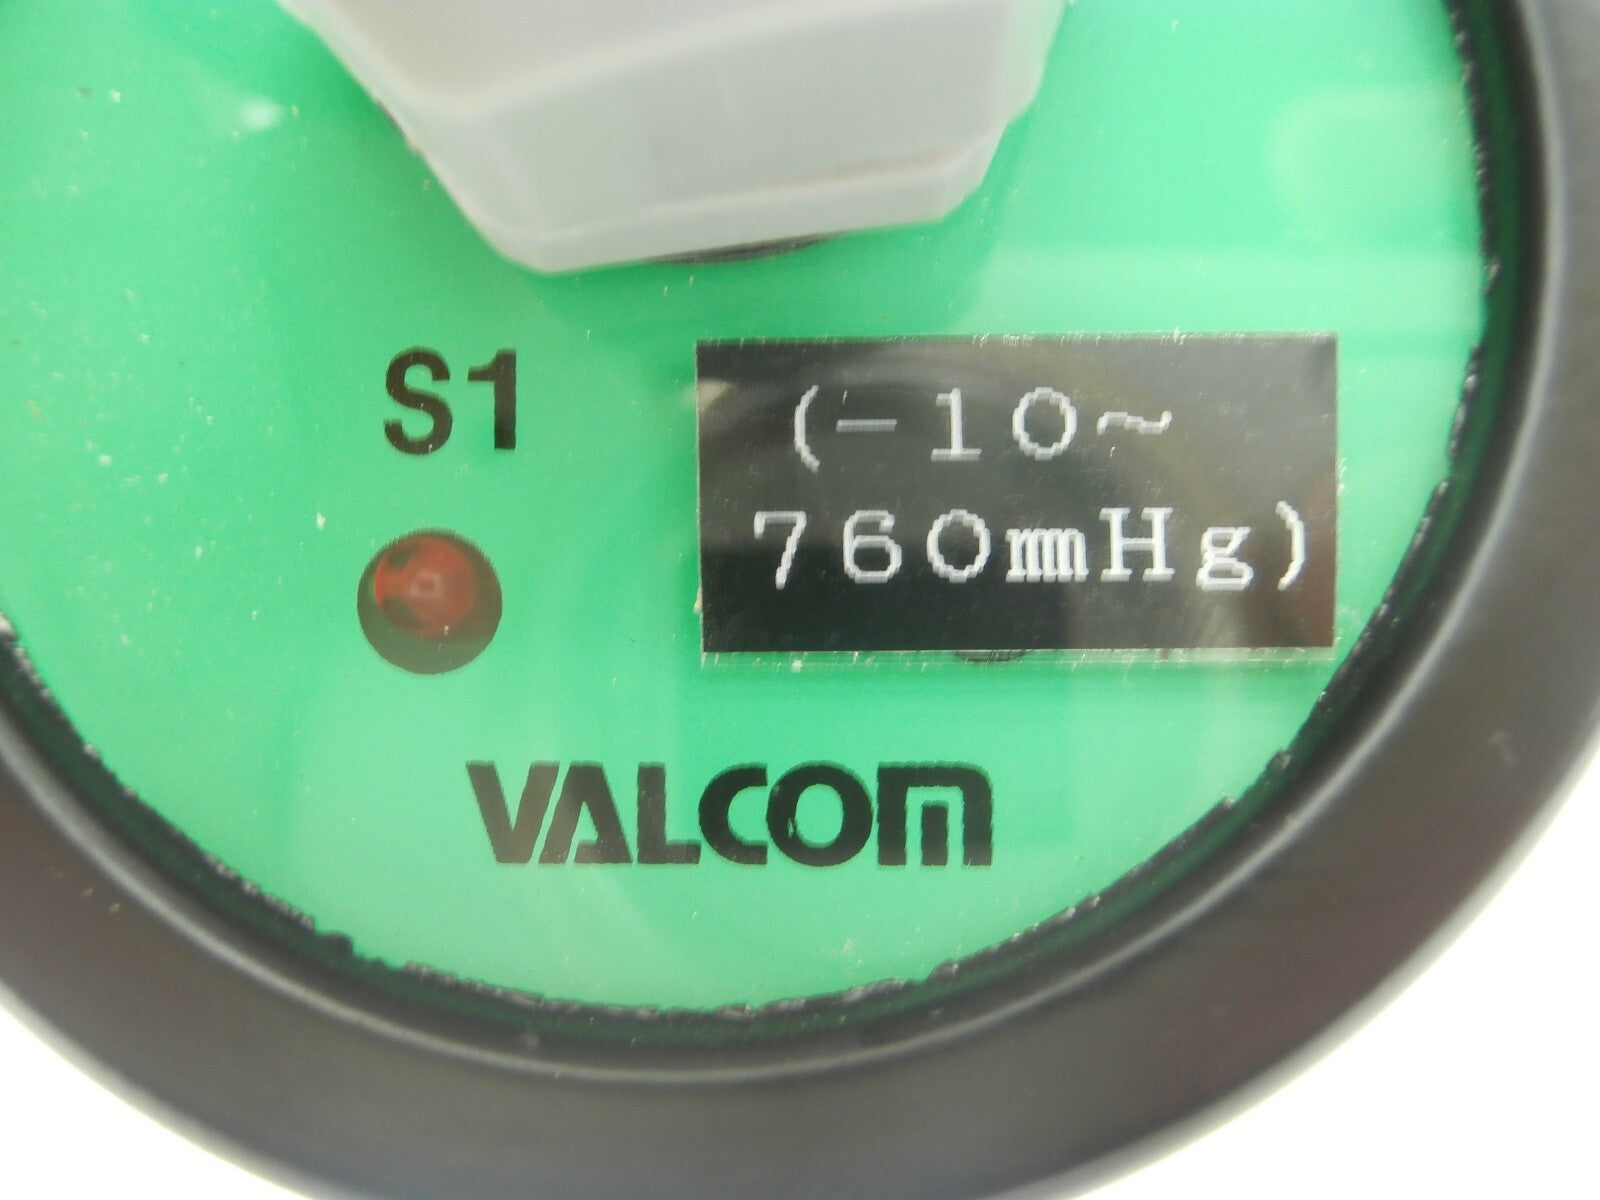 S1
(-10~
760mmHg)
VALCOM